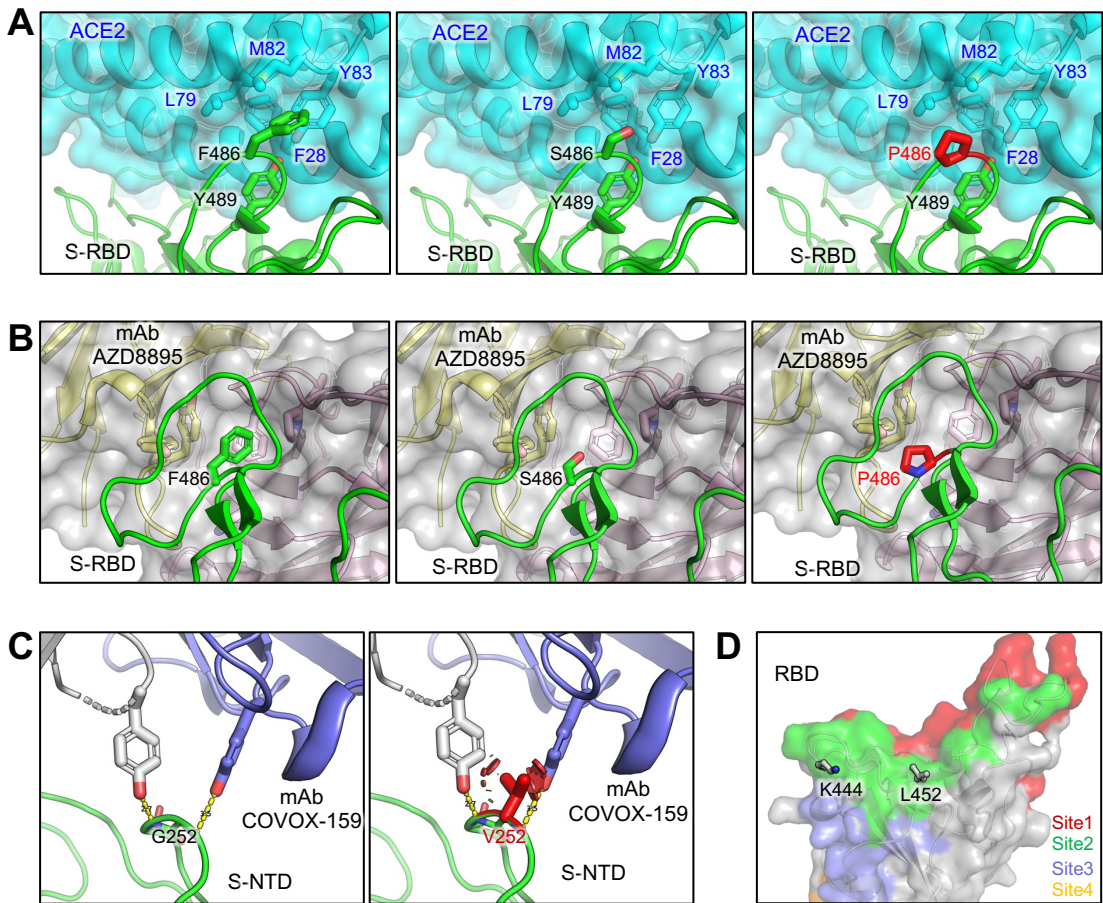 A
ACE2
M82
Y83
L79
F486
F28
Y489
S-RBD
ACE2
M82
Y83
L79
S486
F28
Y489
S-RBD
ACE2
M82
Y83
L79
P486
F28
Y489
S-RBD
B
mAb
AZD8895
F486
S-RBD
mAb
AZD8895
S486
S-RBD
mAb
AZD8895
P486
S-RBD
C
G252
mAb
COVOX-159
S-NTD
V252
mAb
COVOX-159
S-NTD
D
RBD
K444
L452
Site1
Site2
Site3
Site4